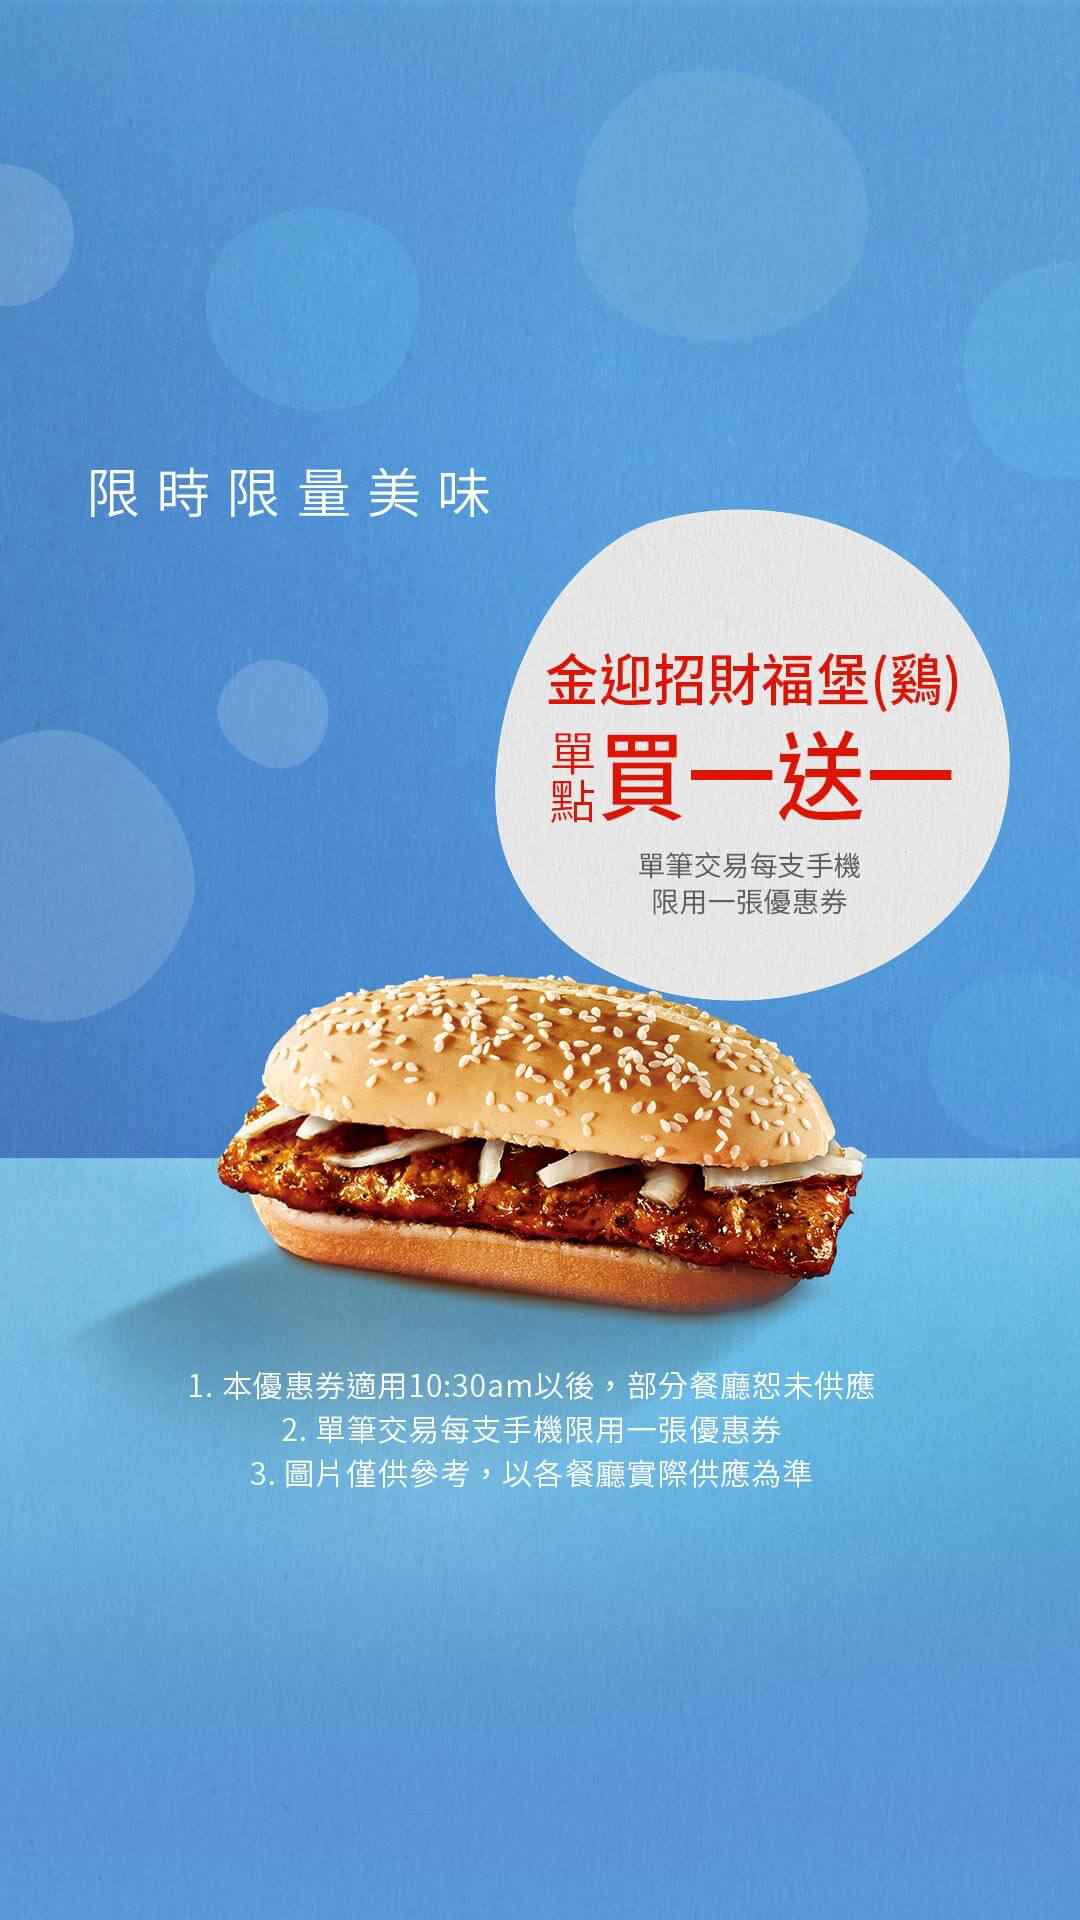 限時限量美味
金迎招財福堡(鷄)
單點買一送一
單筆交易每支手機
限用一張優惠券
1. 本優惠券適用10:30am以後，部分餐廳恕未供應
2. 單筆交易每支手機限用一張優惠券
3. 圖片僅供參考，以各餐廳實際供應為準